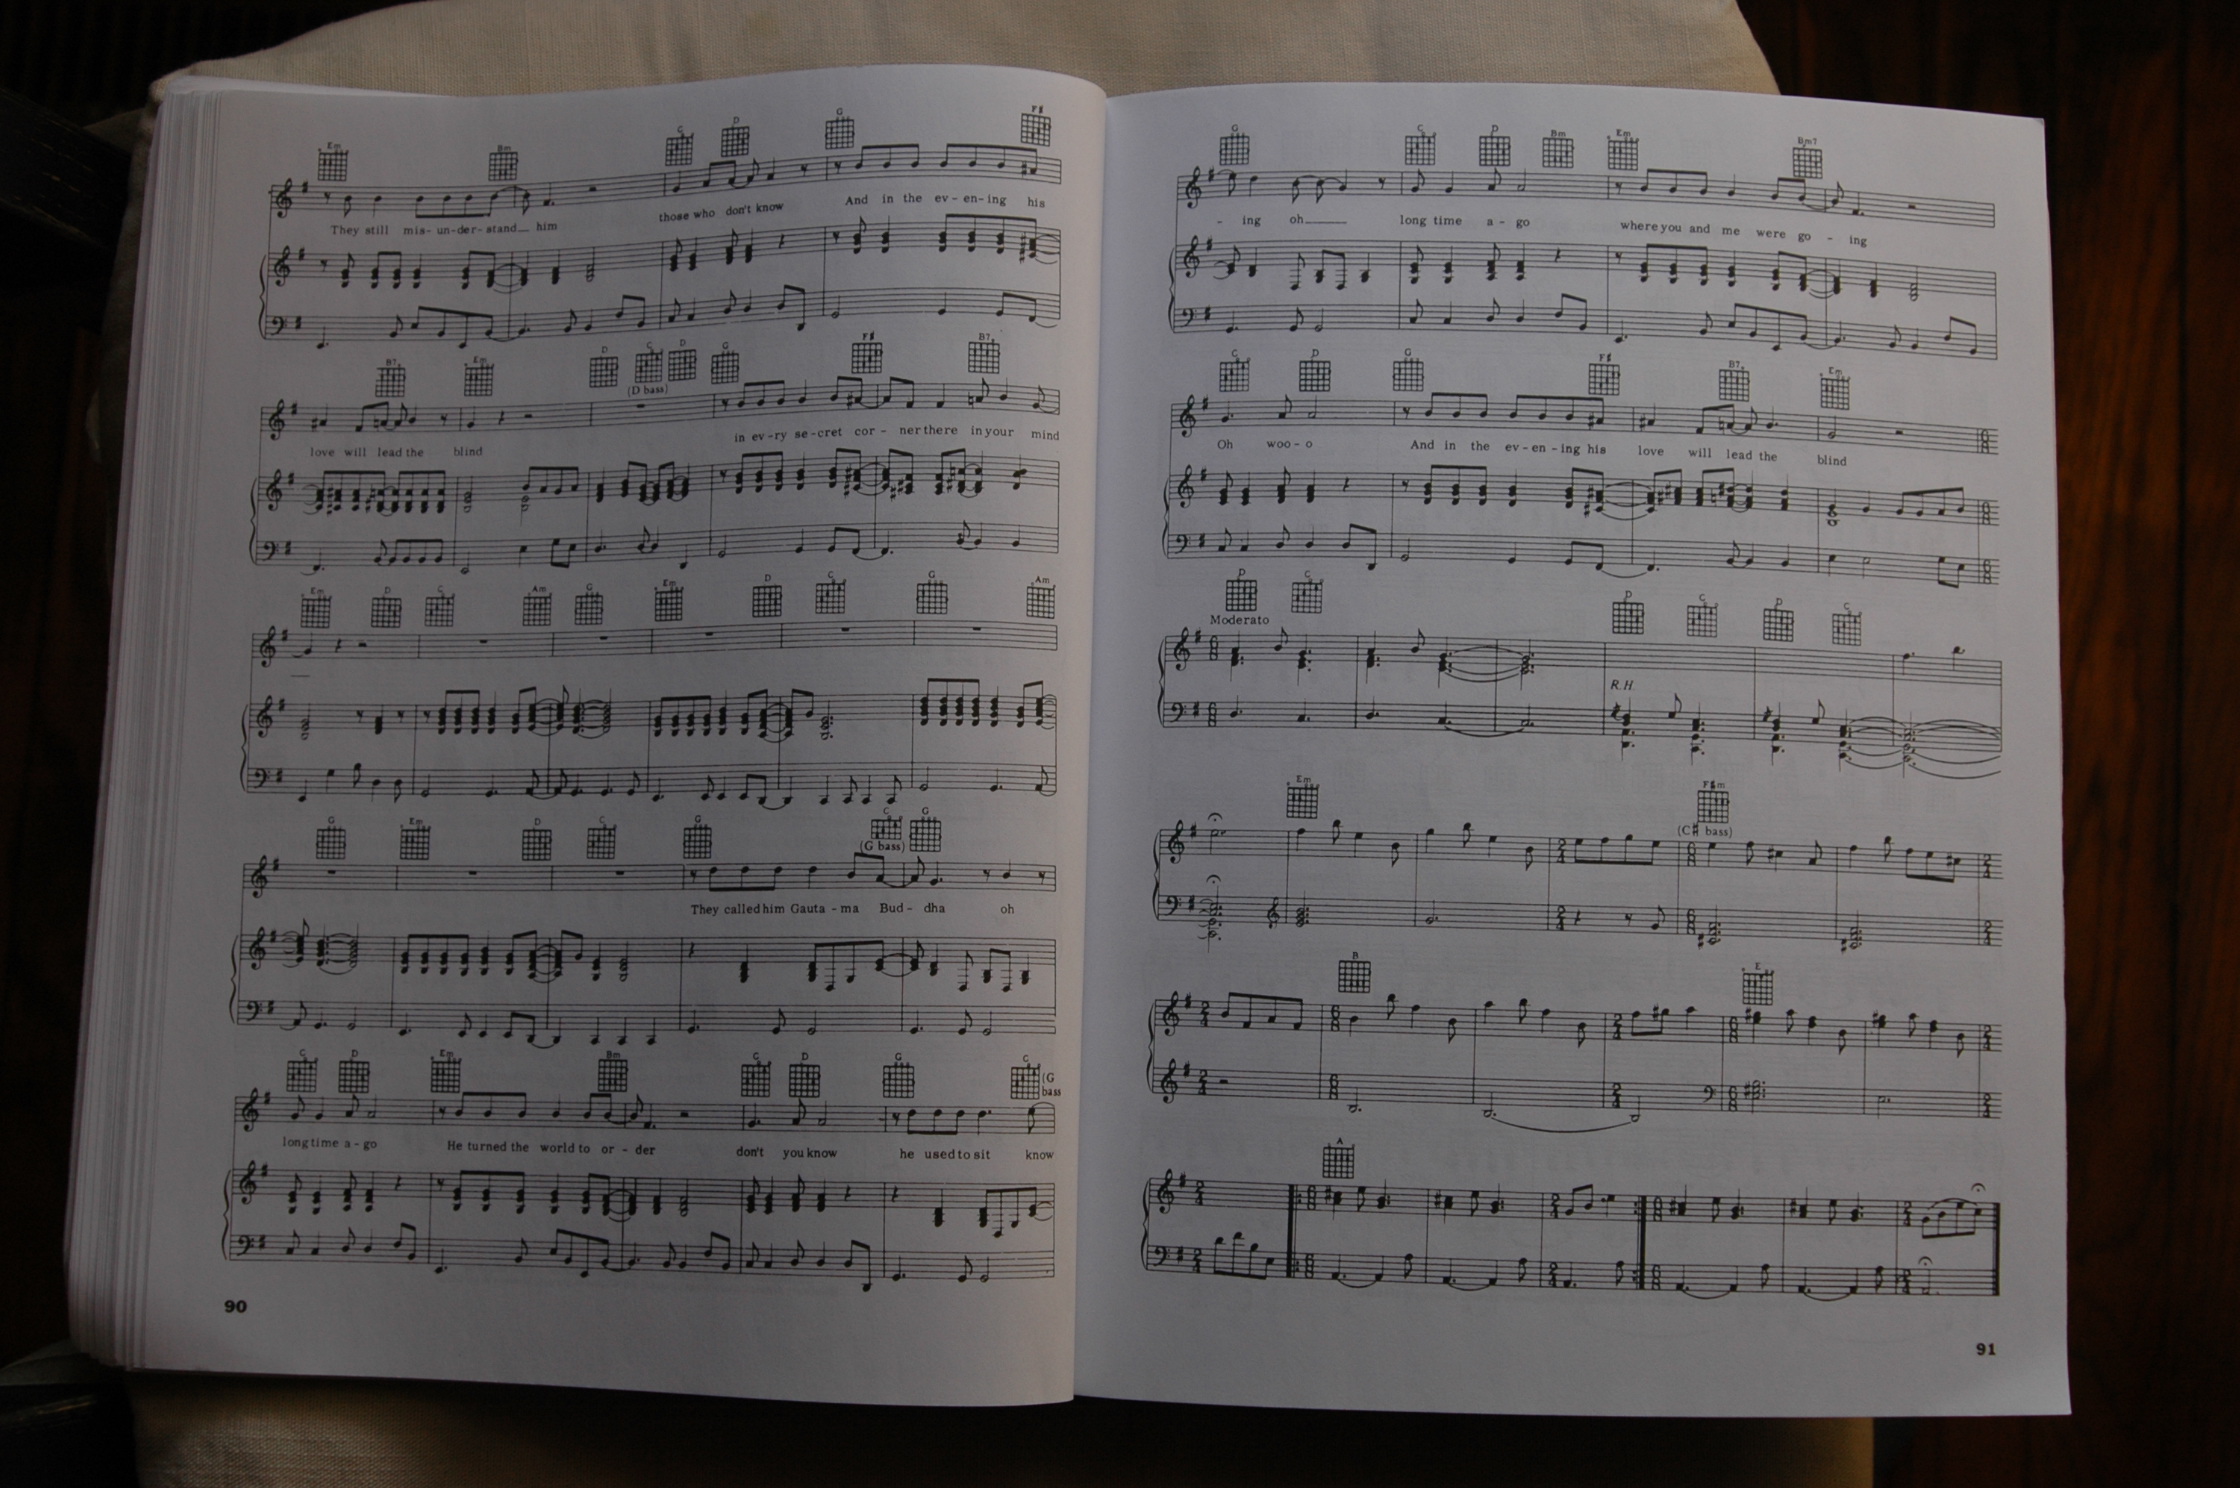 Em Bm C D G F♯
They still mis- un-der- stand him those who don't know And in the ev - en- ing his
B7 Em D C D G F♯ B7
(D bass)
love will lead the blind in ev-ry se-cret cor - ner there in your mind
Em D C Am G Em D C G Am
G Em D C G C G
(G bass)
They called him Gauta - ma Bud - dha oh
C D Em Bm C D G C
(G bass
long time a - go He turned the world to or - der don't you know he used to sit know
90
G C D Bm Em Bm7
- ing oh long time a - go where you and me were go - ing
C D G F♯ B7 Em
Oh woo - o And in the ev - en - ing his love will lead the blind
D C D C D C
Moderato
R.H.
Em F♯m
(C♯ bass)
B E
A
91